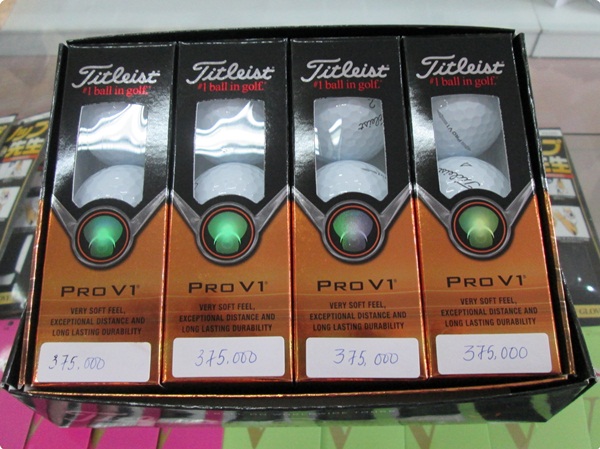 Titleist
#1 ball in golf.
PRO V1
VERY SOFT FEEL,
EXCEPTIONAL DISTANCE AND
LONG LASTING DURABILITY
375.000
Titleist
#1 ball in golf.
PRO V1
VERY SOFT FEEL,
EXCEPTIONAL DISTANCE AND
LONG LASTING DURABILITY
375.000
Titleist
#1 ball in golf.
Titleist
PRO V1
VERY SOFT FEEL,
EXCEPTIONAL DISTANCE AND
LONG LASTING DURABILITY
375.000
Titleist
#1 ball in golf.
Titleist
PRO V1
VERY SOFT FEEL,
EXCEPTIONAL DISTANCE AND
LONG LASTING DURABILITY
375.000